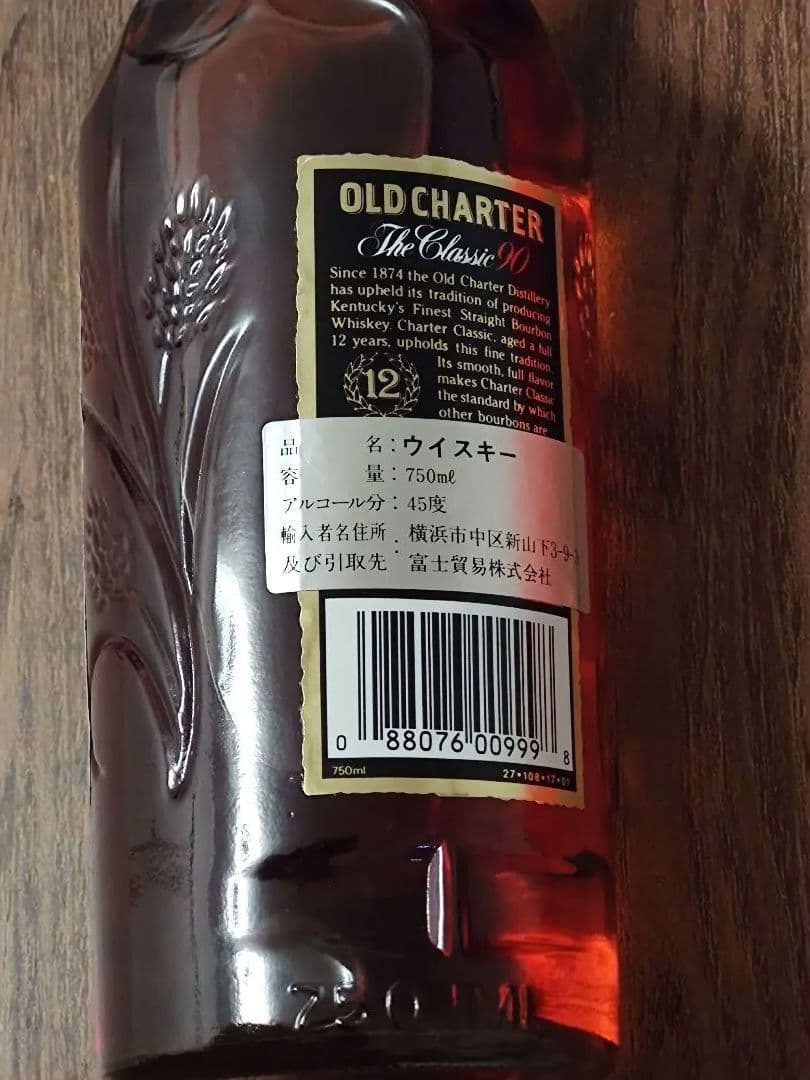 OLD CHARTER
The Classic 90
Since 1874 the Old Charter Distillery
has upheld its tradition of producing
Kentucky's Finest Straight Bourbon
Whiskey. Charter Classic, aged a full
12 years, upholds this fine tradition.
Its smooth, full flavor
makes Charter Classic
the standard by which
other bourbons are
12
品名:ウイスキー
容量:750mℓ
アルコール分:45度
輸入者名住所及び引取先:横浜市中区新山下3-9-3
富士貿易株式会社
0 88076 00999 8
750ml
27•108•17•01
750 Ml